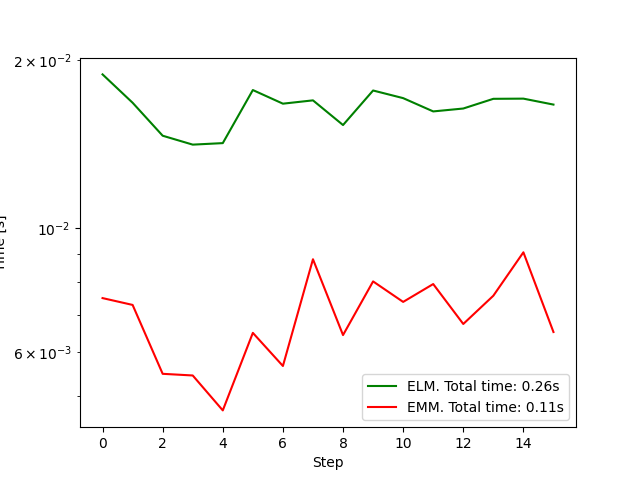 2 × 10⁻²
10⁻²
6 × 10⁻³
ELM. Total time: 0.26s
EMM. Total time: 0.11s
0 2 4 6 8 10 12 14
Step